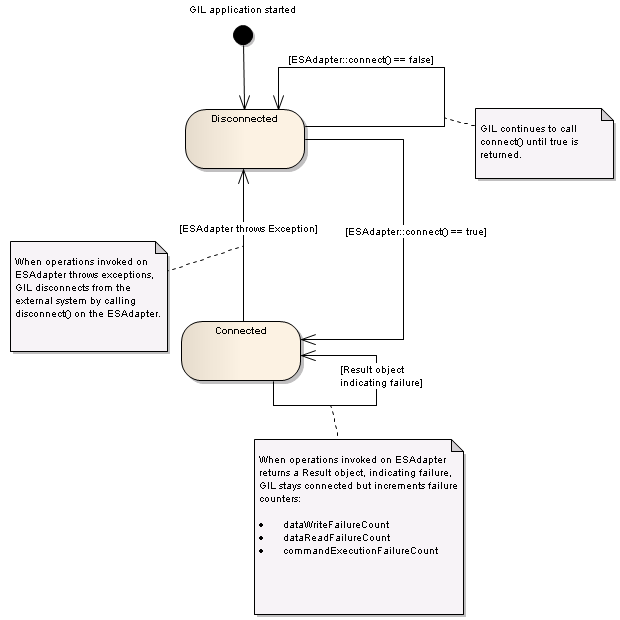 GIL application started
[ESAdapter::connect() == false]
Disconnected
GIL continues to call
connect() until true is
returned.
[ESAdapter throws Exception]
[ESAdapter::connect() == true]
When operations invoked on
ESAdapter throws exceptions,
GIL disconnects from the
external system by calling
disconnect() on the ESAdapter.
Connected
[Result object
indicating failure]
When operations invoked on ESAdapter
returns a Result object, indicating failure,
GIL stays connected but increments failure
counters:
• dataWriteFailureCount
• dataReadFailureCount
• commandExecutionFailureCount